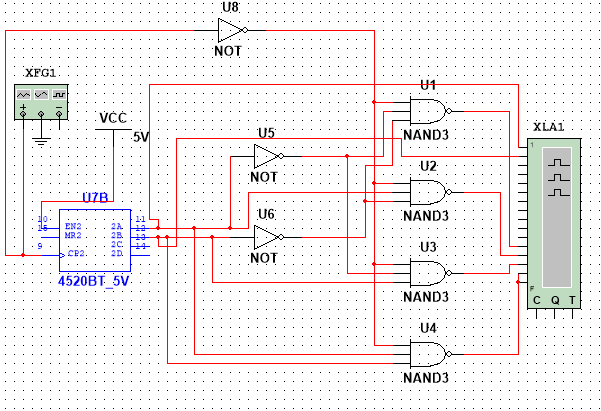 U8
NOT
XFG1
VCC
5V
U1
NAND3
XLA1
1
U5
NOT
U2
NAND3
U7B
10
15
9
EN2
MR2
CP2
2A
2B
2C
2D
11
12
13
14
4520BT_5V
U6
NOT
U3
NAND3
F
C Q T
U4
NAND3